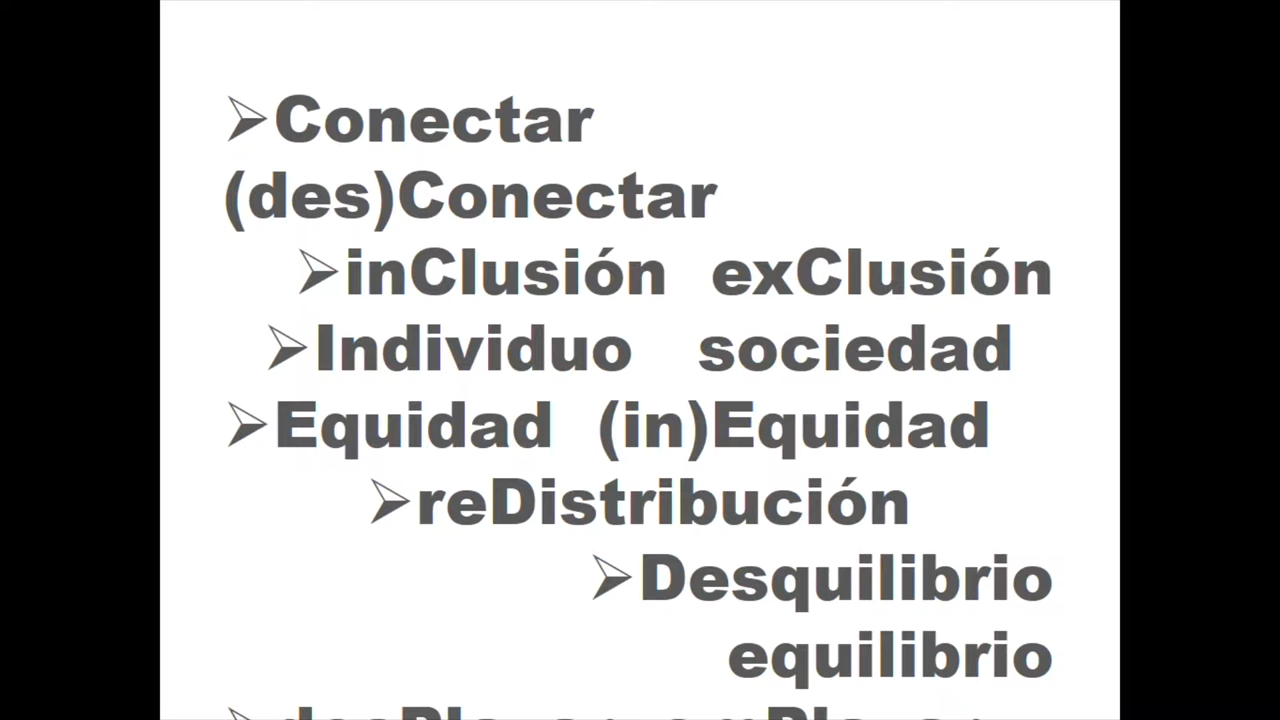 ➢Conectar
(des)Conectar
➢inClusión exClusión
➢Individuo sociedad
➢Equidad (in)Equidad
➢reDistribución
➢Desquilibrio
equilibrio